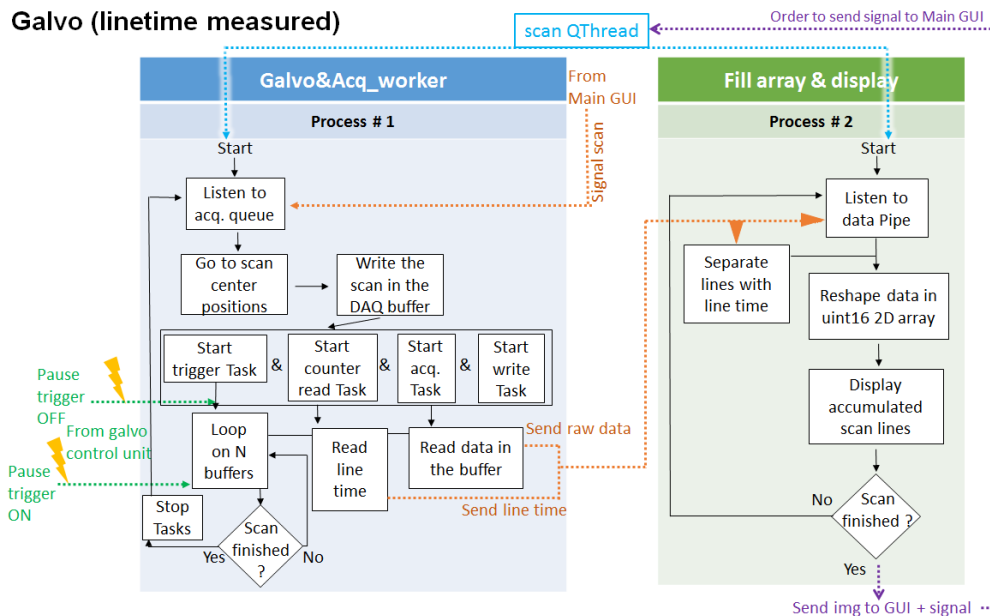 Galvo (linetime measured)
scan QThread
Order to send signal to Main GUI
Galvo&Acq_worker
From
Main GUI
Fill array & display
Process # 1
Process # 2
Signal scan
Start
Start
Listen to
acq. queue
Listen to
data Pipe
Go to scan
center
positions
Write the
scan in the
DAQ buffer
Separate
lines with
line time
Reshape data in
uint16 2D array
Start
trigger Task
&
Start
counter
read Task
&
Start
acq.
Task
&
Start
write
Task
Pause
trigger
OFF
From galvo
control unit
Pause
trigger
ON
Display
accumulated
scan lines
Loop
on N
buffers
Read
line
time
Read data in
the buffer
Send raw data
Send line time
Stop
Tasks
Scan
finished
?
Yes
No
No
Scan
finished ?
Yes
Send img to GUI + signal